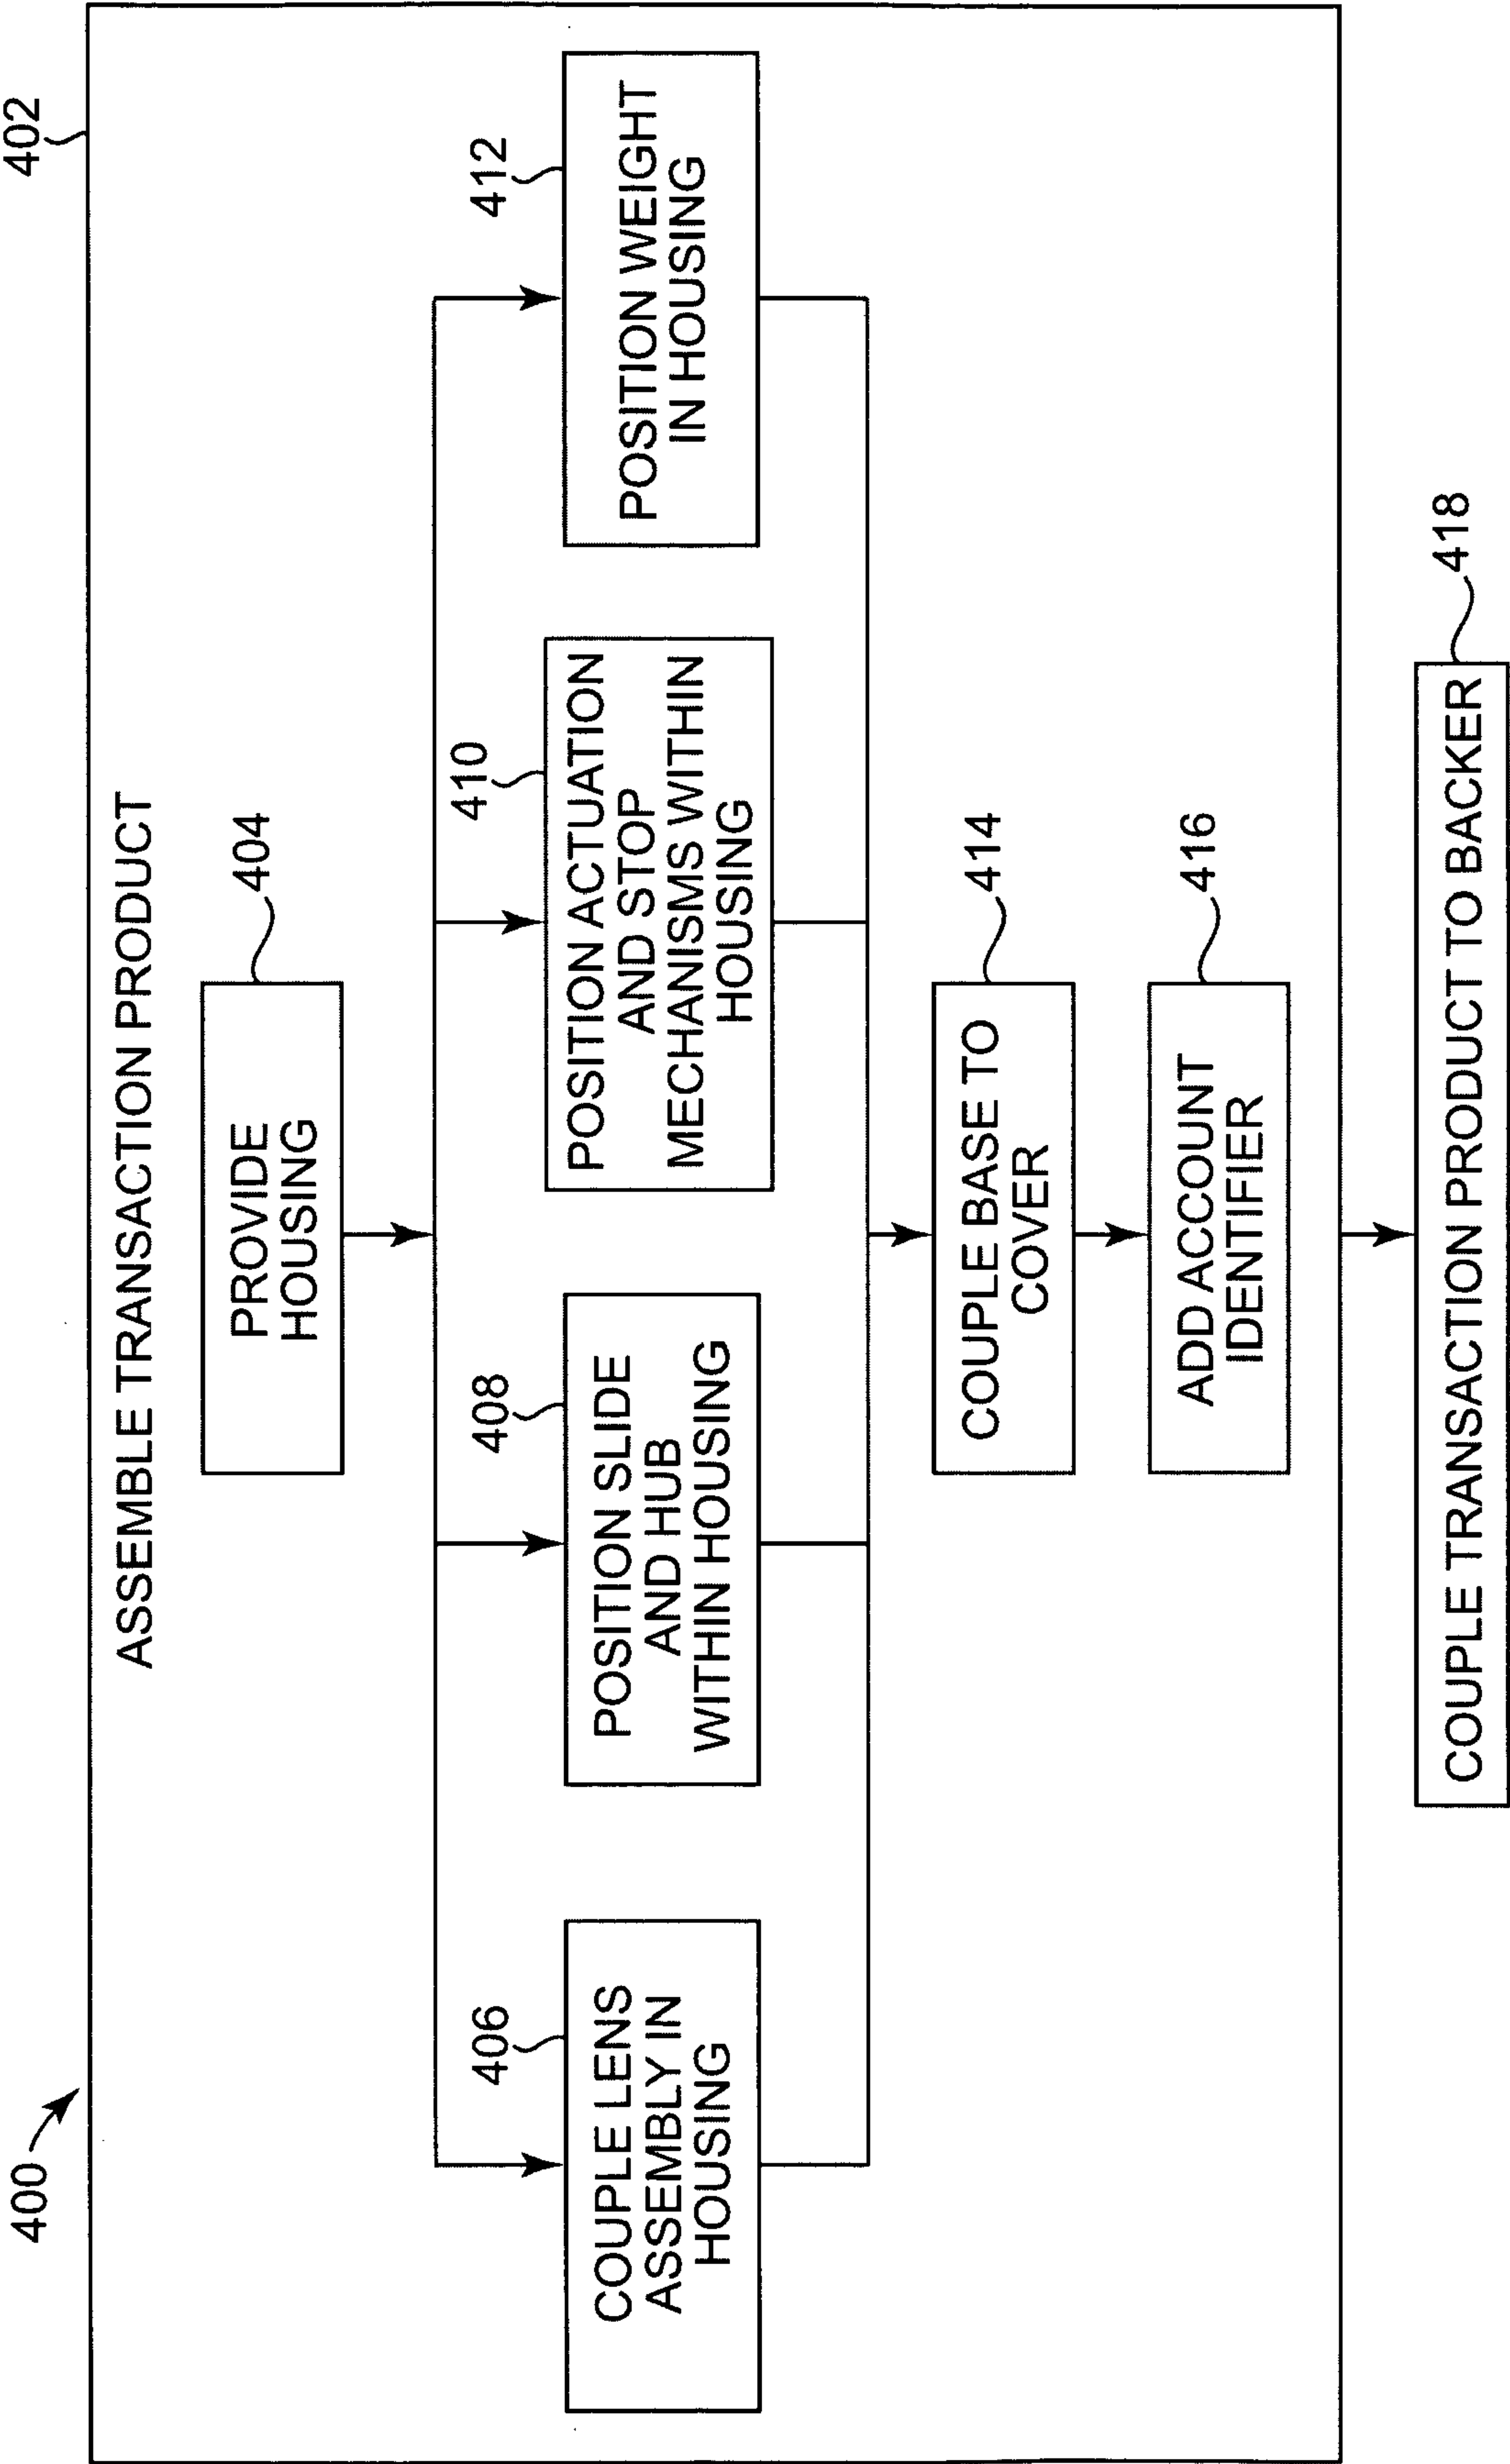 400
402
ASSEMBLE TRANSACTION PRODUCT
404
PROVIDE
HOUSING
406
COUPLE LENS
ASSEMBLY IN
HOUSING
408
POSITION SLIDE
AND HUB
WITHIN HOUSING
410
POSITION ACTUATION
AND STOP
MECHANISMS WITHIN
HOUSING
412
POSITION WEIGHT
IN HOUSING
414
COUPLE BASE TO
COVER
416
ADD ACCOUNT
IDENTIFIER
418
COUPLE TRANSACTION PRODUCT TO BACKER